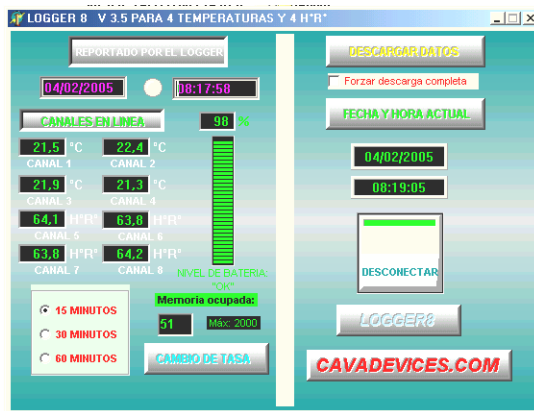 LOGGER 8 V 3.5 PARA 4 TEMPERATURAS Y 4 H"R"
REPORTADO POR EL LOGGER
04/02/2005 08:17:58
CANALES EN LINEA 98 %
21,5 °C 22,4 °C
CANAL 1 CANAL 2
21,9 °C 21,3 °C
CANAL 3 CANAL 4
64,1 H"R" 63,8 H"R"
CANAL 5 CANAL 6
63,8 H"R" 64,2 H"R"
CANAL 7 CANAL 8
NIVEL DE BATERIA:
"OK"
15 MINUTOS
30 MINUTOS
60 MINUTOS
Memoria ocupada:
51 Máx: 2000
CAMBIO DE TASA
DESCARGAR DATOS
Forzar descarga completa
FECHA Y HORA ACTUAL
04/02/2005
08:19:05
DESCONECTAR
LOGGER8
CAVADEVICES.COM